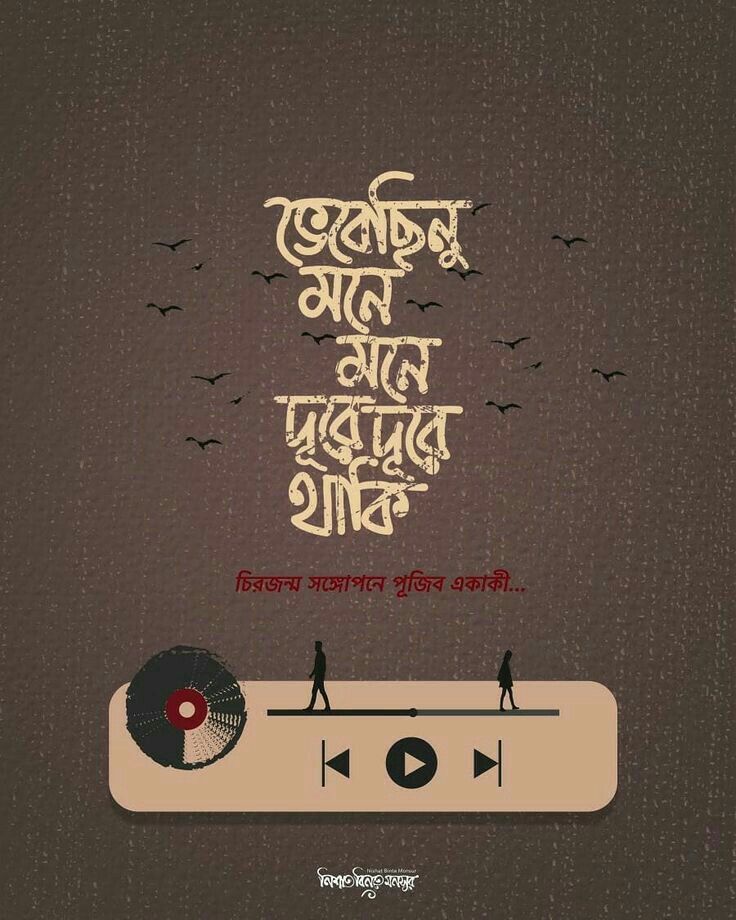 ভেবেছিনু
মনে
মনে
দূরে দূরে
থাকি
চিরজন্ম সঙ্গোপনে পূজিব একাকী...
Nishat Binte Monsur
নিশাত বিনতে মনসুর